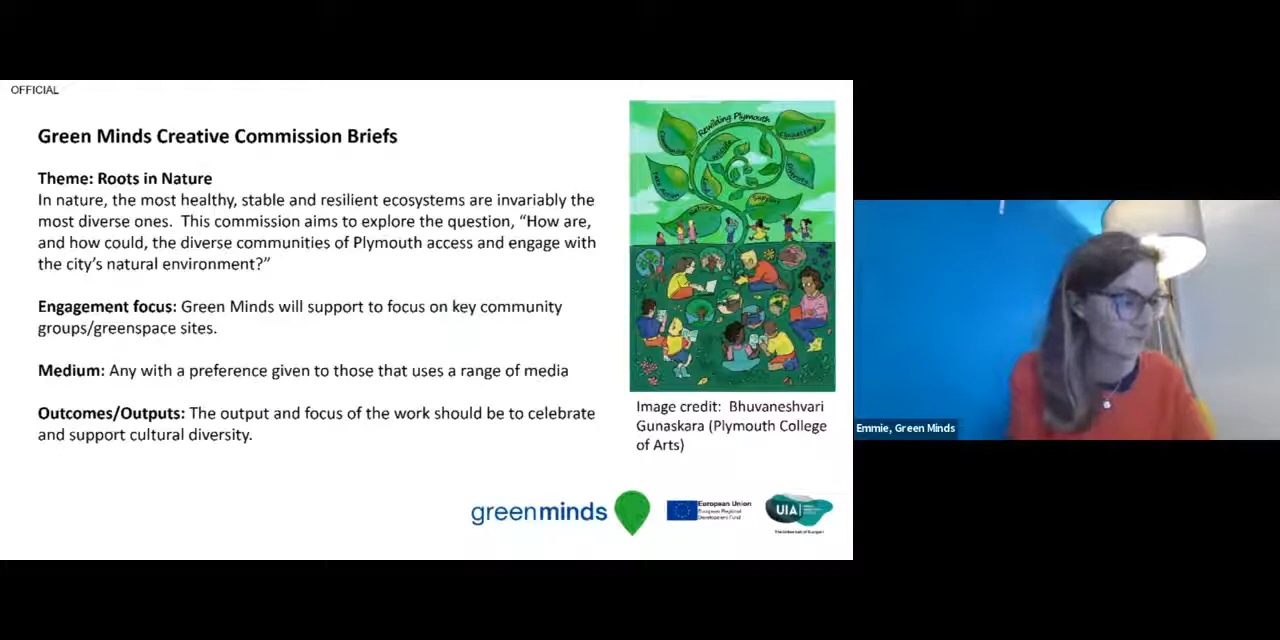 OFFICIAL
Green Minds Creative Commission Briefs
Theme: Roots in Nature
In nature, the most healthy, stable and resilient ecosystems are invariably the
most diverse ones. This commission aims to explore the question, “How are,
and how could, the diverse communities of Plymouth access and engage with
the city’s natural environment?”
Engagement focus: Green Minds will support to focus on key community
groups/greenspace sites.
Medium: Any with a preference given to those that uses a range of media
Outcomes/Outputs: The output and focus of the work should be to celebrate
and support cultural diversity.
Rewilding Plymouth
Image credit: Bhuvaneshvari
Gunaskara (Plymouth College
of Arts)
greenminds
European Union
European Regional
Development Fund
UIA
Emmie, Green Minds